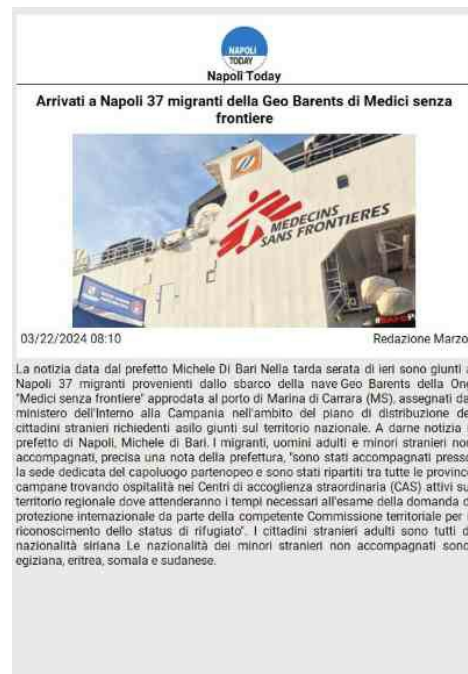 NAPOLI
TODAY
Napoli Today
Arrivati a Napoli 37 migranti della Geo Barents di Medici senza
frontiere
MEDECINS
SANS FRONTIERES
03/22/2024 08:10 Redazione Marzo
La notizia data dal prefetto Michele Di Bari Nella tarda serata di ieri sono giunti a
Napoli 37 migranti provenienti dallo sbarco della nave Geo Barents della Ong
"Medici senza frontiere" approdata al porto di Marina di Carrara (MS), assegnati da
ministero dell'Interno alla Campania nell'ambito del piano di distribuzione de
cittadini stranieri richiedenti asilo giunti sul territorio nazionale. A darne notizia i
prefetto di Napoli, Michele di Bari. I migranti, uomini adulti e minori stranieri non
accompagnati, precisa una nota della prefettura, "sono stati accompagnati presso
la sede dedicata del capoluogo partenopeo e sono stati ripartiti tra tutte le province
campane trovando ospitalità nei Centri di accoglienza straordinaria (CAS) attivi su
territorio regionale dove attenderanno i tempi necessari all'esame della domanda d
protezione internazionale da parte della competente Commissione territoriale per i
riconoscimento dello status di rifugiato". I cittadini stranieri adulti sono tutti d
nazionalità siriana Le nazionalità dei minori stranieri non accompagnati sono
egiziana, eritrea, somala e sudanese.